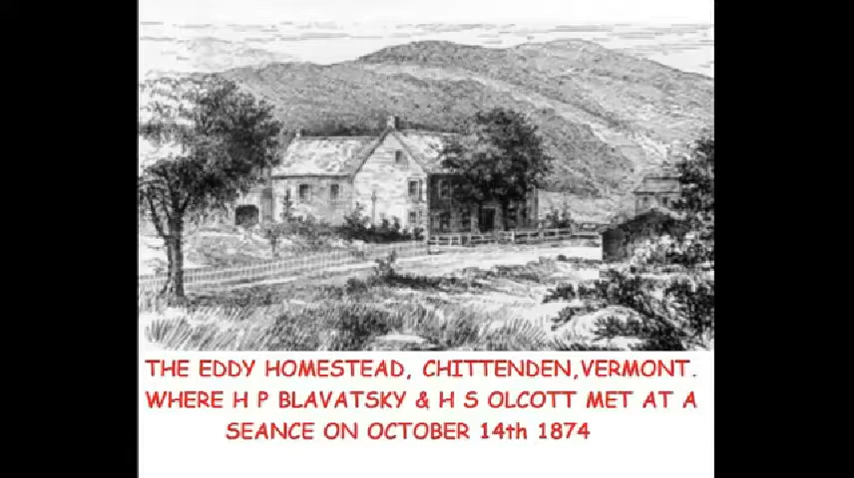 THE EDDY HOMESTEAD, CHITTENDEN,VERMONT.
WHERE H P BLAVATSKY & H S OLCOTT MET AT A
SEANCE ON OCTOBER 14th 1874